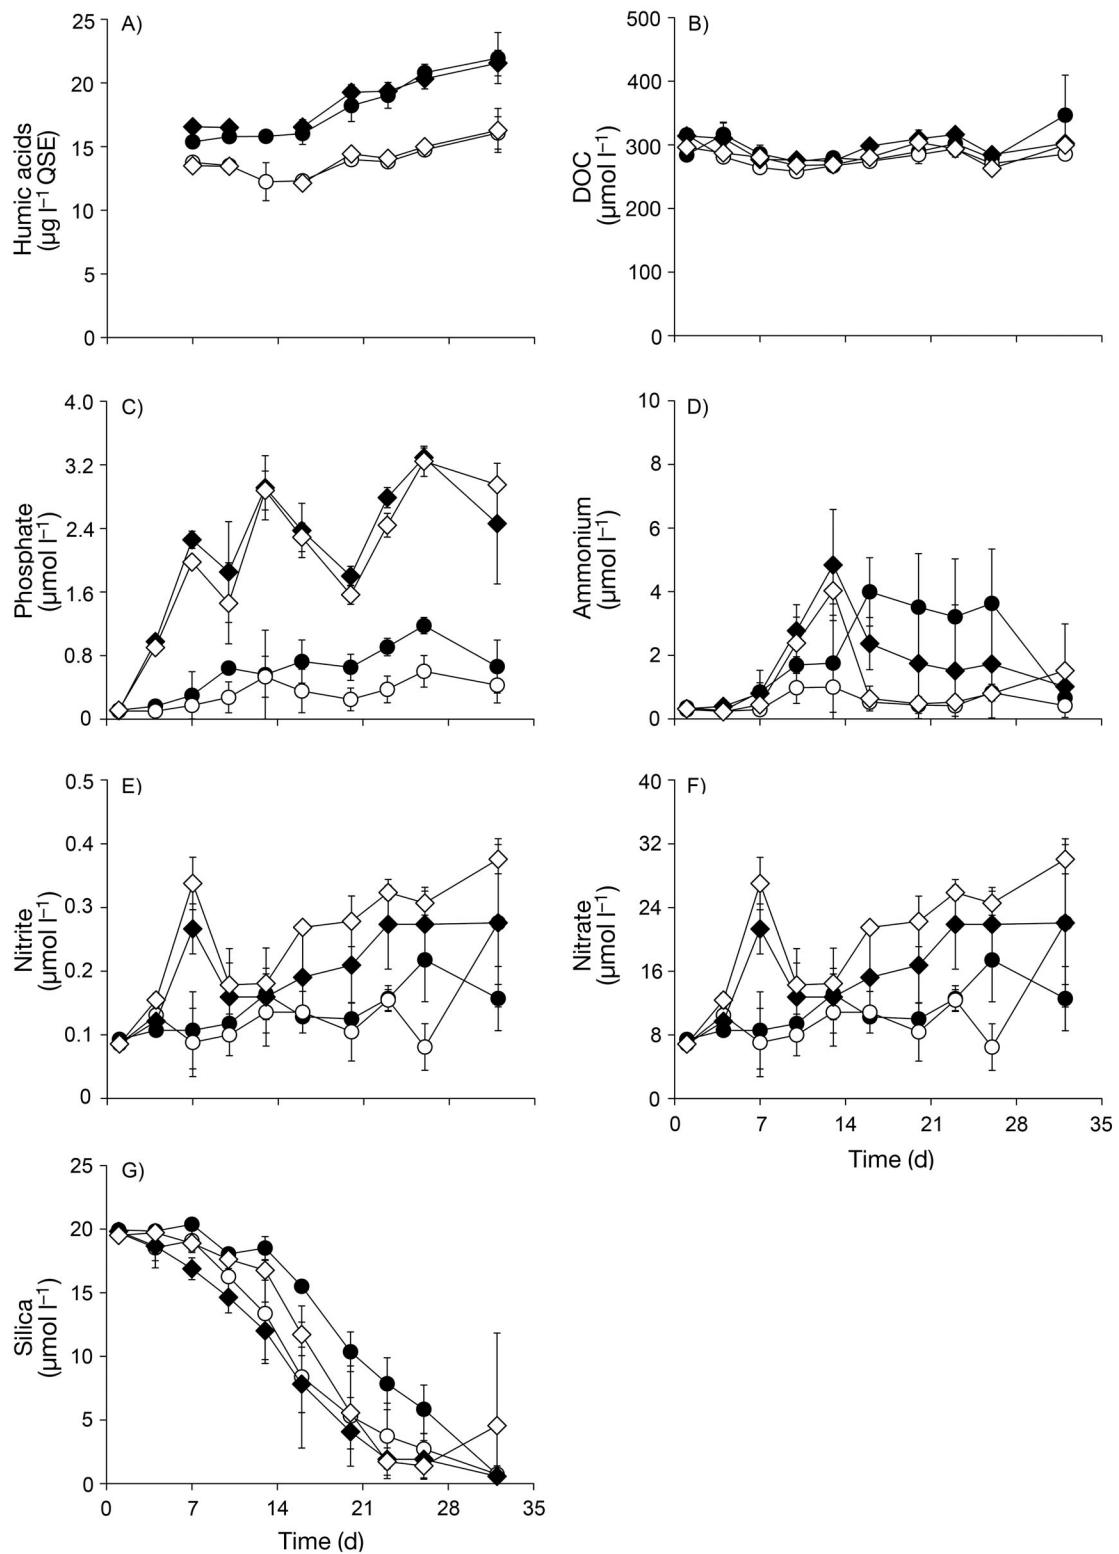 A)
25
20
15
10
5
0
Humic acids
(µg l–1 QSE)
B)
500
400
300
200
100
0
DOC
(µmol l–1)
C)
4.0
3.2
2.4
1.6
0.8
0
Phosphate
(µmol l–1)
D)
10
8
6
4
2
0
Ammonium
(µmol l–1)
E)
0.5
0.4
0.3
0.2
0.1
0
Nitrite
(µmol l–1)
F)
40
32
24
16
8
0
Nitrate
(µmol l–1)
0 7 14 21 28 35
Time (d)
G)
25
20
15
10
5
0
Silica
(µmol l–1)
0 7 14 21 28 35
Time (d)